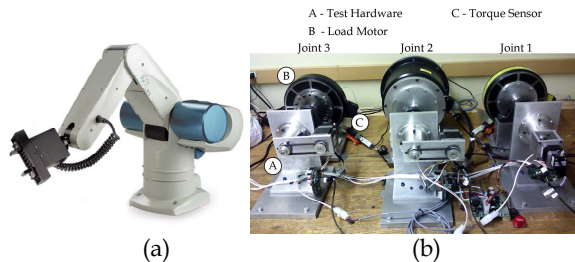 A - Test Hardware C - Torque Sensor
B - Load Motor
Joint 3 Joint 2 Joint 1
B
C
A
(a) (b)